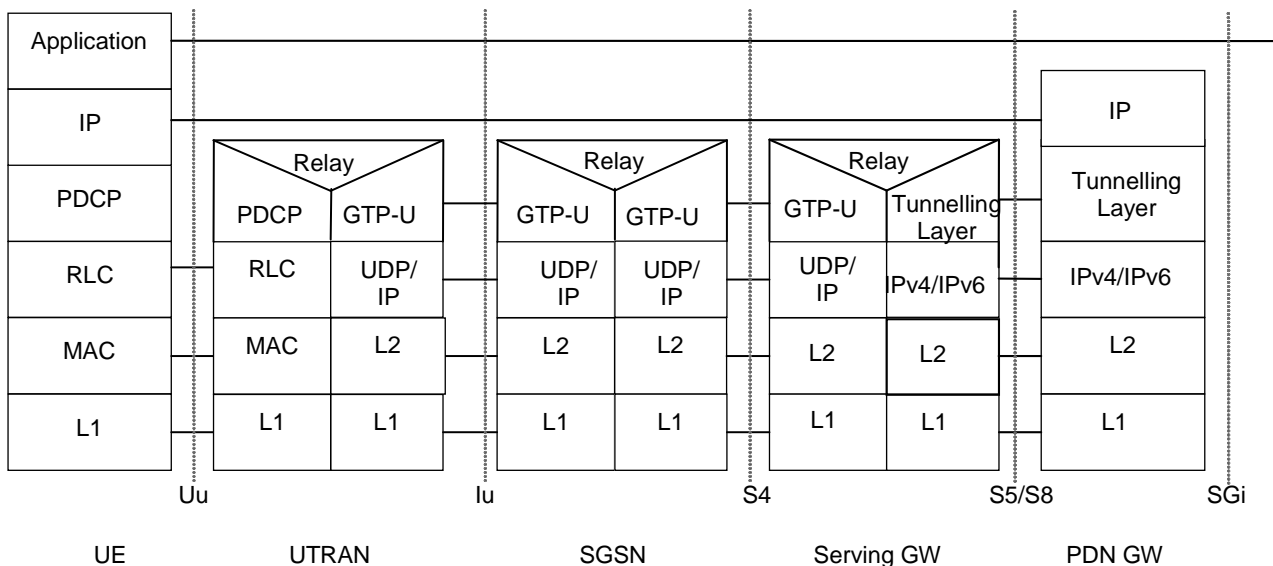 Application
IP
IP
Relay
Relay
Relay
PDCP
PDCP
GTP-U
GTP-U
GTP-U
GTP-U
Tunnelling
Layer
Tunnelling
Layer
RLC
RLC
UDP/
IP
UDP/
IP
UDP/
IP
UDP/
IP
IPv4/IPv6
IPv4/IPv6
MAC
MAC
L2
L2
L2
L2
L2
L2
L1
L1
L1
L1
L1
L1
L1
L1
Uu
Iu
S4
S5/S8
SGi
UE
UTRAN
SGSN
Serving GW
PDN GW